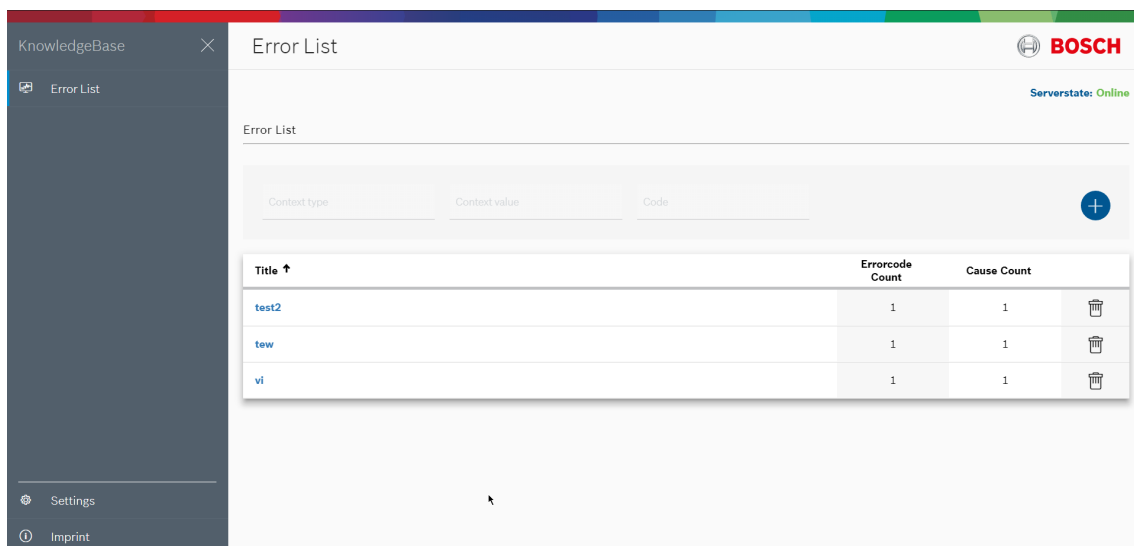 KnowledgeBase
Error List
BOSCH
Error List
Serverstate: Online
Error List
Context type
Context value
Code
Title
Errorcode
Count
Cause Count
test2
1
1
tew
1
1
vi
1
1
Settings
Imprint